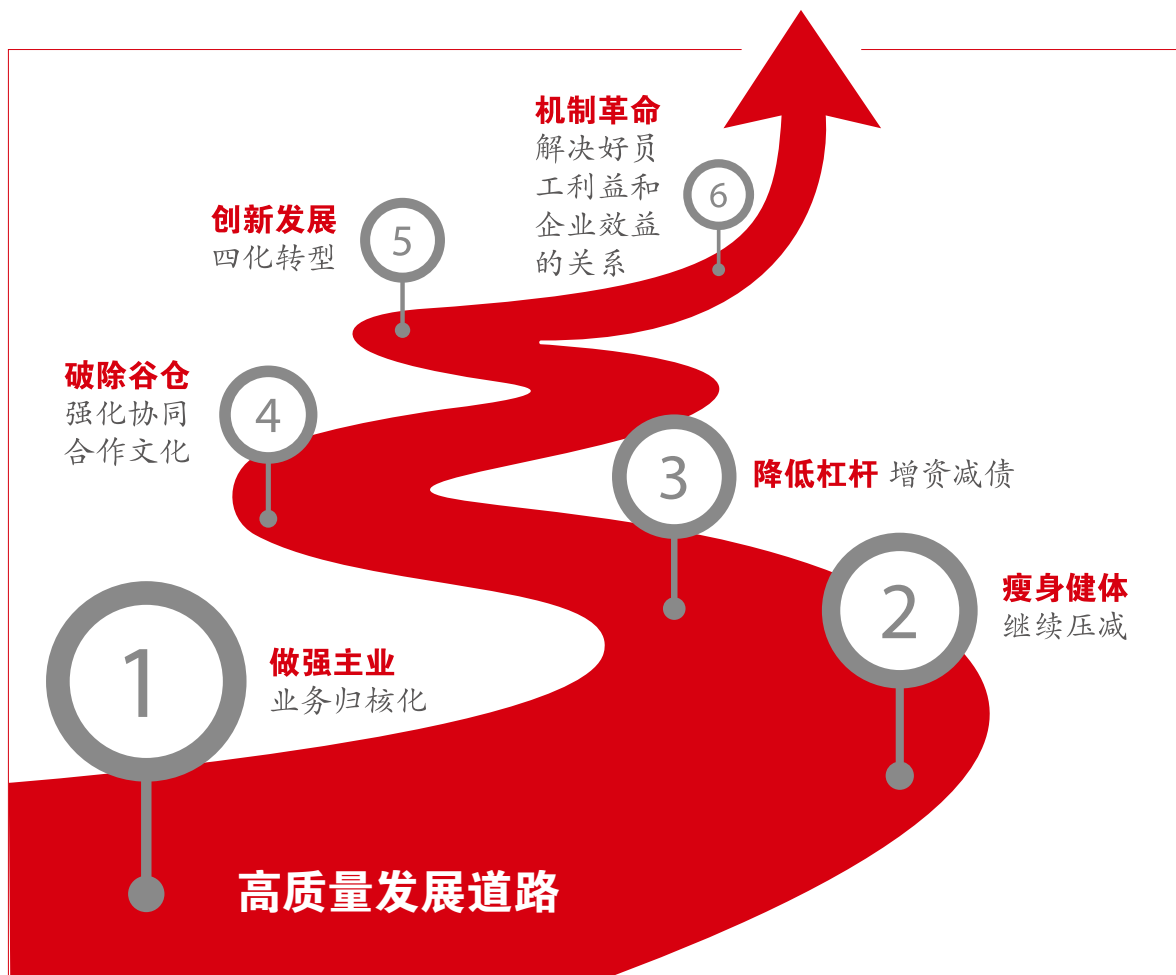 高质量发展道路
1
做强主业
业务归核化
2
瘦身健体
继续压减
3
降低杠杆 增资减债
4
破除谷仓
强化协同
合作文化
5
创新发展
四化转型
6
机制革命
解决好员
工利益和
企业效益
的关系